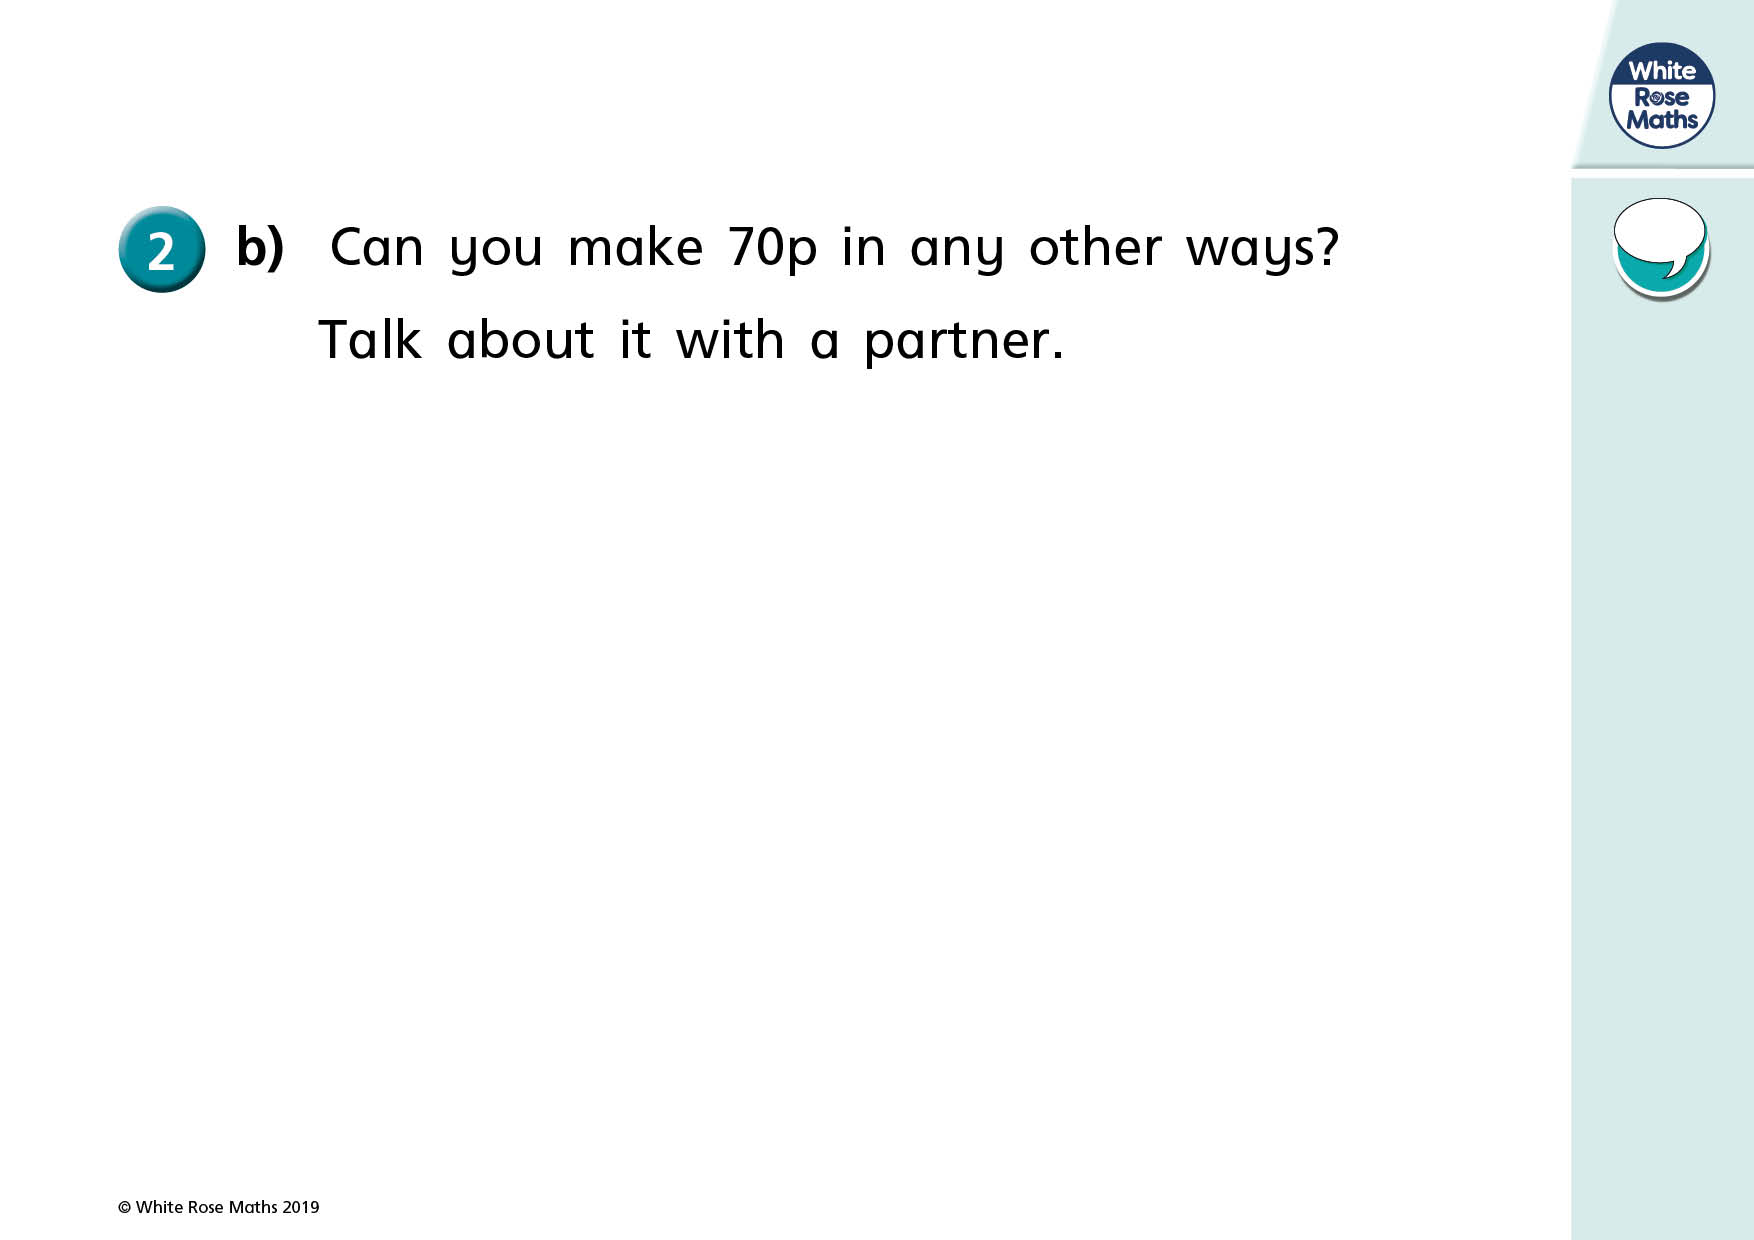 White
Rose
Maths
2 b) Can you make 70p in any other ways?
Talk about it with a partner.
© White Rose Maths 2019